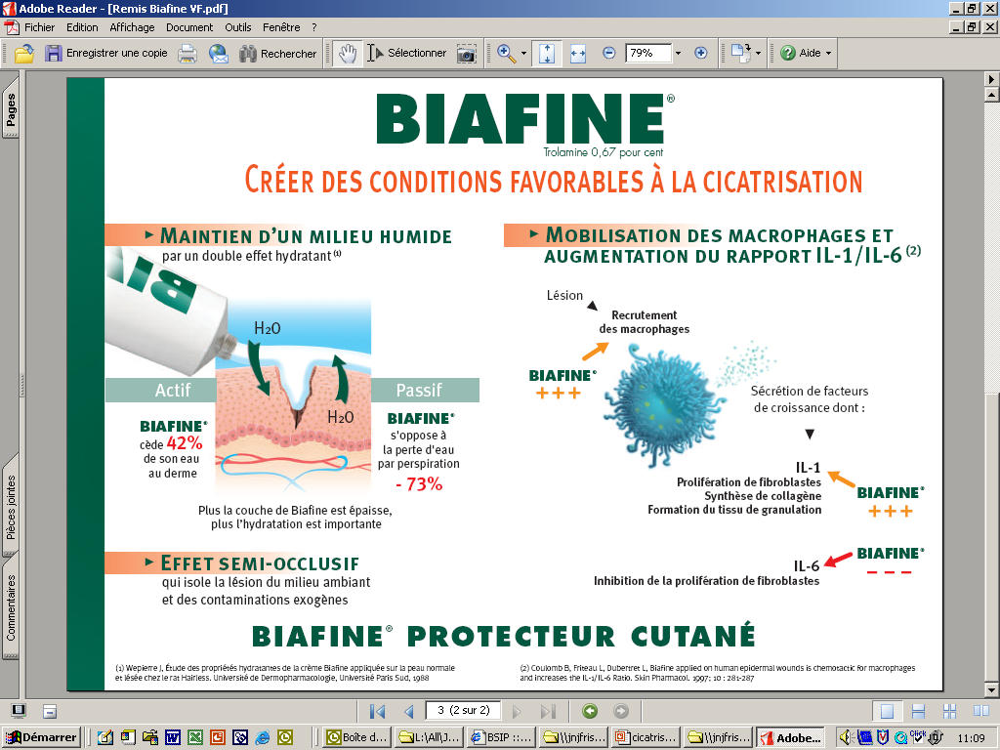 Adobe Reader - [Remis Biafine VF.pdf]
Fichier Edition Affichage Document Outils Fenêtre ?
Enregistrer une copie Rechercher Sélectionner 79% Aide
Pages
Pièces jointes
Commentaires
BIAFINE®
Trolamine 0,67 pour cent
CRÉER DES CONDITIONS FAVORABLES À LA CICATRISATION
MAINTIEN D'UN MILIEU HUMIDE
par un double effet hydratant (1)
H2O
Actif
Passif
H2O
BIAFINE®
cède 42%
de son eau
au derme
BIAFINE®
s'oppose à
la perte d'eau
par perspiration
- 73%
Plus la couche de Biafine est épaisse,
plus l'hydratation est importante
EFFET SEMI-OCCLUSIF
qui isole la lésion du milieu ambiant
et des contaminations exogènes
MOBILISATION DES MACROPHAGES ET
AUGMENTATION DU RAPPORT IL-1/IL-6 (2)
Lésion
Recrutement
des macrophages
BIAFINE®
+++
Sécrétion de facteurs
de croissance dont :
IL-1
Prolifération de fibroblastes
Synthèse de collagène
Formation du tissu de granulation
BIAFINE®
+++
IL-6
Inhibition de la prolifération de fibroblastes
BIAFINE®
– – –
BIAFINE® PROTECTEUR CUTANÉ
(1) Wepierre J, Étude des propriétés hydratanes de la crème Biafine appliquée sur la peau normale
et lésée chez le rat Hairless. Université de Dermopharmacologie, Université Paris Sud, 1988
(2) Coulomb B, Friteau L, Dubertret L, Biafine applied on human epidermal wounds is chemotactic for macrophages
and increases the IL-1/IL-6 Ratio. Skin Pharmacol. 1997; 10 : 281-287
3 (2 sur 2)
Démarrer Boîte d... L:\All\J... BSIP ::... \\jnjfris... cicatris... \\jnjfris... Adobe... 11:09